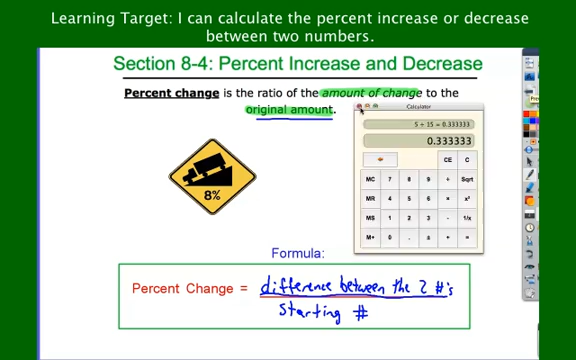 Learning Target: I can calculate the percent increase or decrease
between two numbers.
Section 8-4: Percent Increase and Decrease
Percent change is the ratio of the amount of change to the
original amount.
Calculator
5 ÷ 15 = 0.333333
0.333333
CE C
MC 7 8 9 ÷ Sqrt
MR 4 5 6 × x²
MS 1 2 3 - 1/x
M+ 0 . ± + =
8%
Formula:
Percent Change = difference between the 2 #'s
starting #